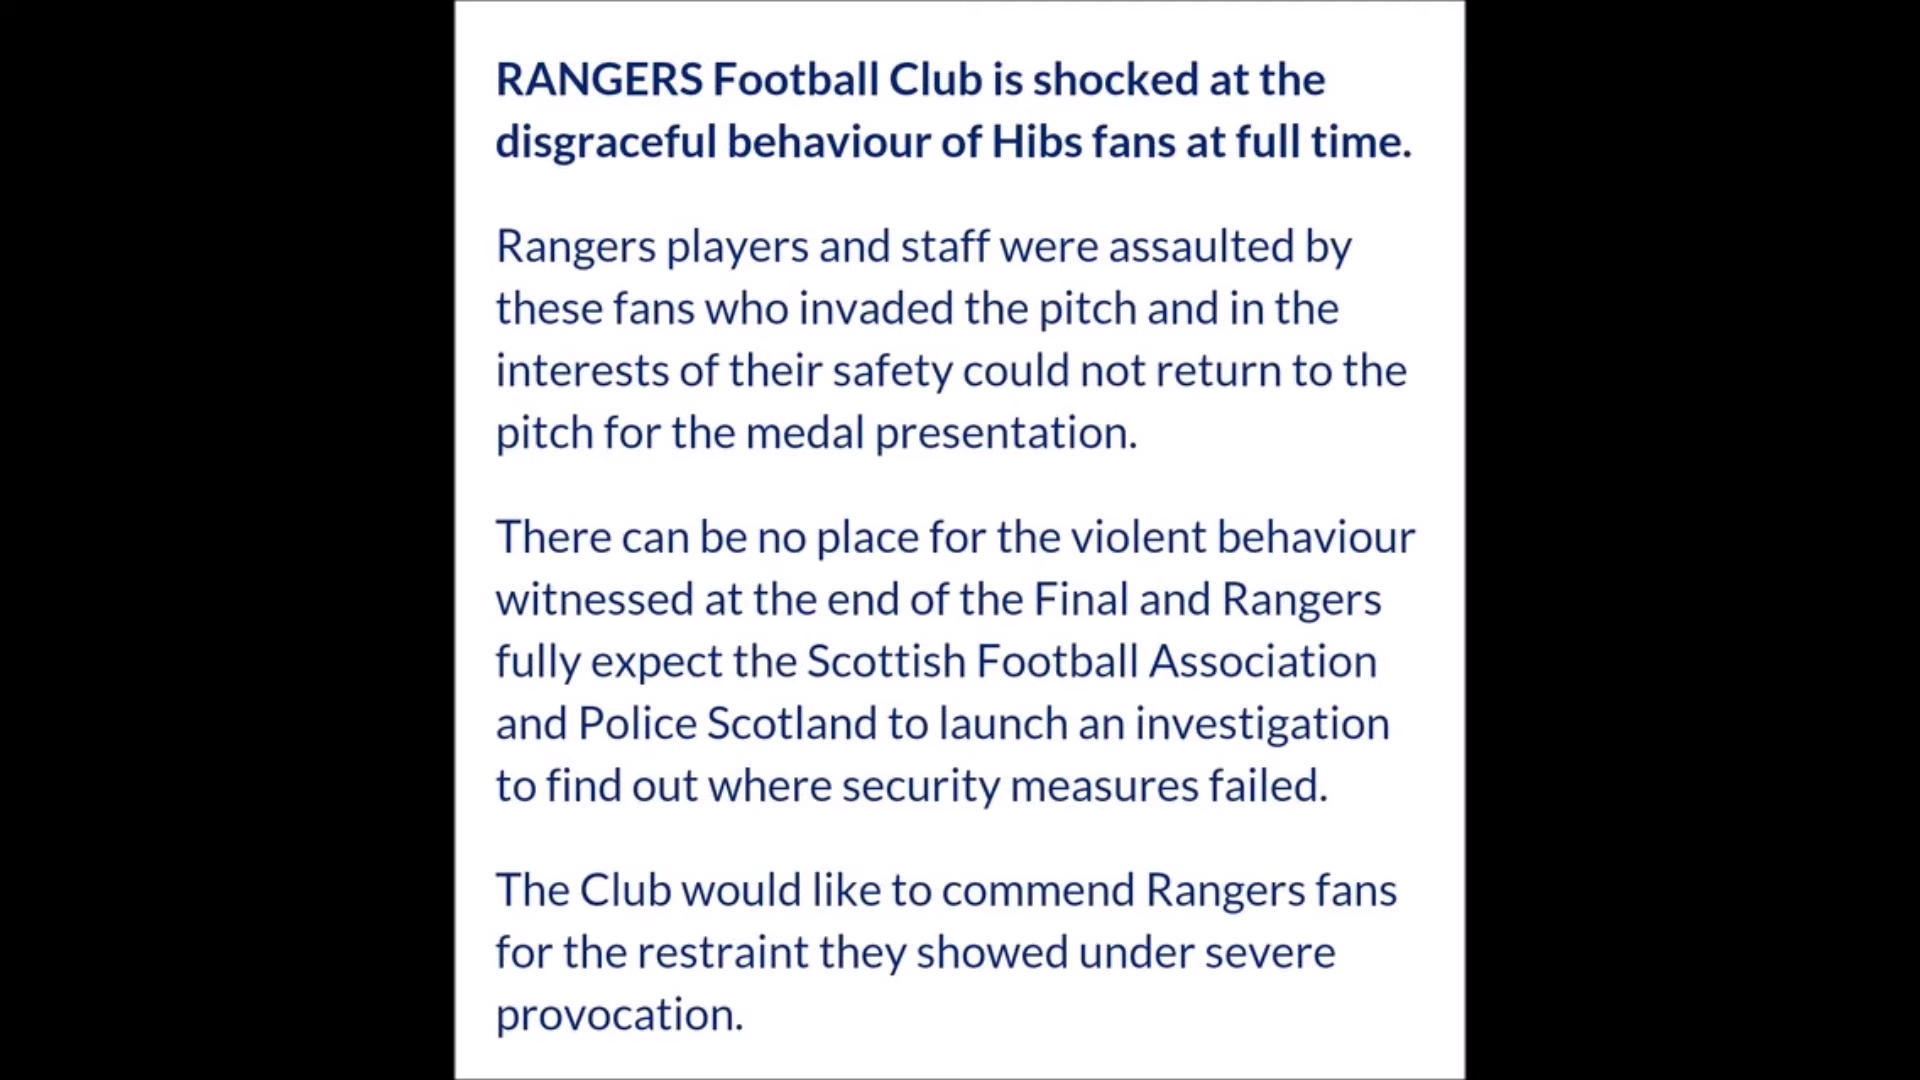 RANGERS Football Club is shocked at the
disgraceful behaviour of Hibs fans at full time.
Rangers players and staff were assaulted by
these fans who invaded the pitch and in the
interests of their safety could not return to the
pitch for the medal presentation.
There can be no place for the violent behaviour
witnessed at the end of the Final and Rangers
fully expect the Scottish Football Association
and Police Scotland to launch an investigation
to find out where security measures failed.
The Club would like to commend Rangers fans
for the restraint they showed under severe
provocation.